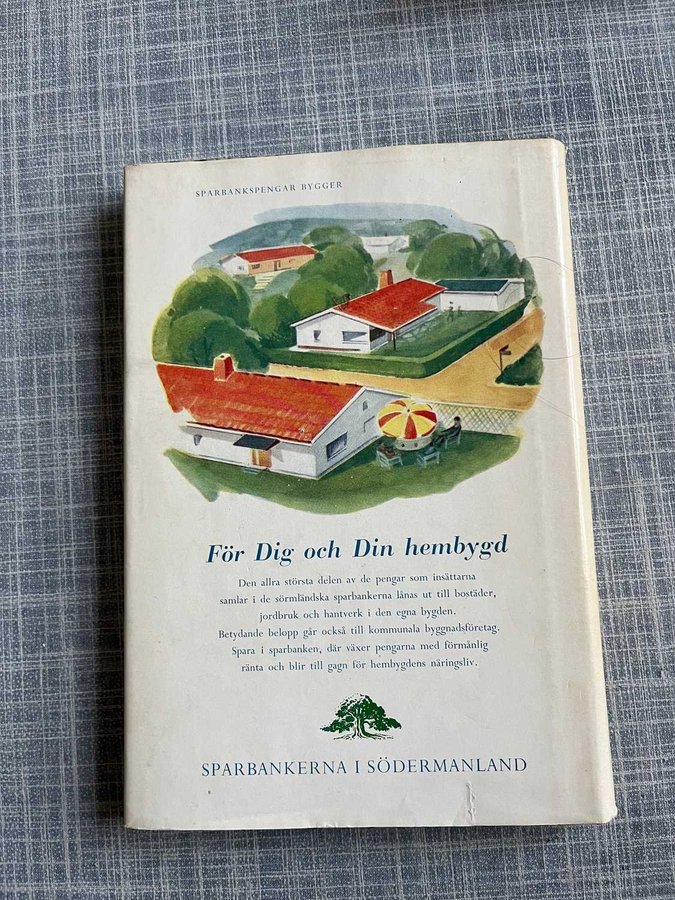 SPARBANKSPENGAR BYGGER
För Dig och Din hembygd
Den allra största delen av de pengar som insättarna
samlar i de sörmländska sparbankerna lånas ut till bostäder,
jordbruk och hantverk i den egna bygden.
Betydande belopp går också till kommunala byggnadsföretag.
Spara i sparbanken, där växer pengarna med förmånlig
ränta och blir till gagn för hembygdens näringsliv.
SPARBANKERNA I SÖDERMANLAND